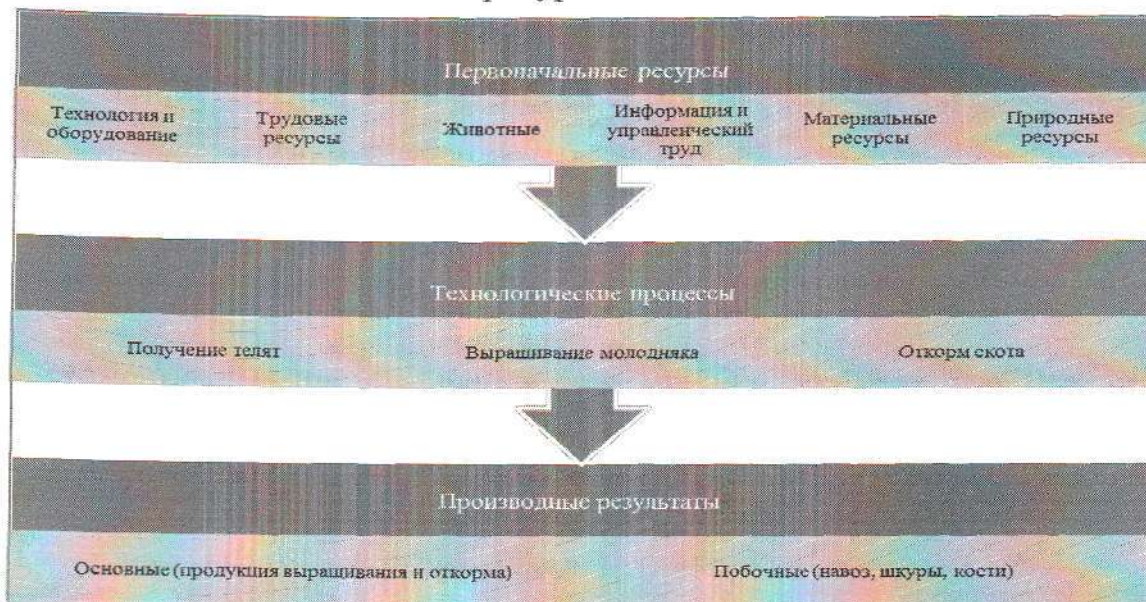 Первоначальные ресурсы
Технология и
оборудование
Трудовые
ресурсы
Животные
Информация и
управленческий
труд
Материальные
ресурсы
Природные
ресурсы
Технологические процессы
Получение телят
Выращивание молодняка
Откорм скота
Производные результаты
Основные (продукция выращивания и откорма)
Побочные (навоз, шкуры, кости)